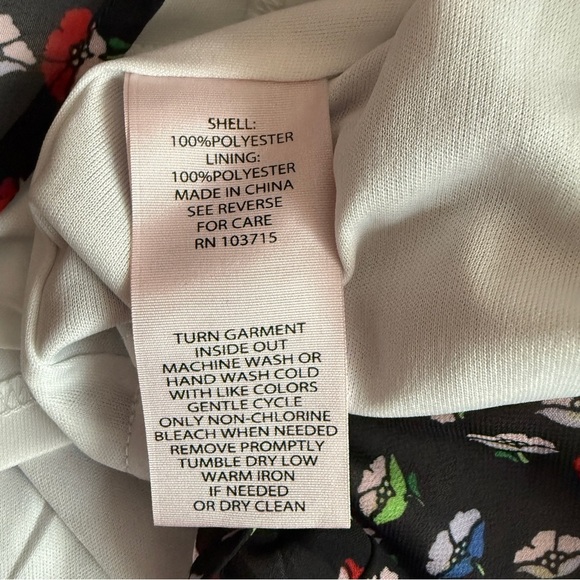 SHELL:
100%POLYESTER
LINING:
100%POLYESTER
MADE IN CHINA
SEE REVERSE
FOR CARE
RN 103715
TURN GARMENT
INSIDE OUT
MACHINE WASH OR
HAND WASH COLD
WITH LIKE COLORS
GENTLE CYCLE
ONLY NON-CHLORINE
BLEACH WHEN NEEDED
REMOVE PROMPTLY
TUMBLE DRY LOW
WARM IRON
IF NEEDED
OR DRY CLEAN